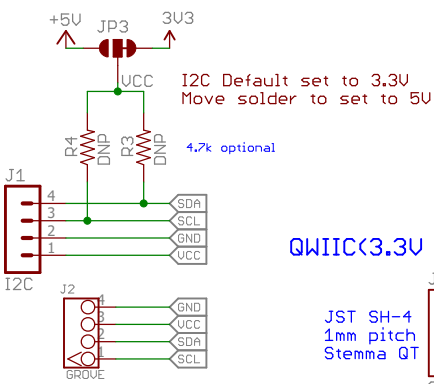 +5V
JP3
3V3
VCC
I2C Default set to 3.3V
Move solder to set to 5V
R4
DNP
R3
DNP
4.7k optional
J1
4
SDA
3
SCL
2
GND
1
VCC
I2C
QWIIC(3.3V
J2
4
GND
3
VCC
2
SDA
1
SCL
GROVE
JST SH-4
1mm pitch
Stemma QT